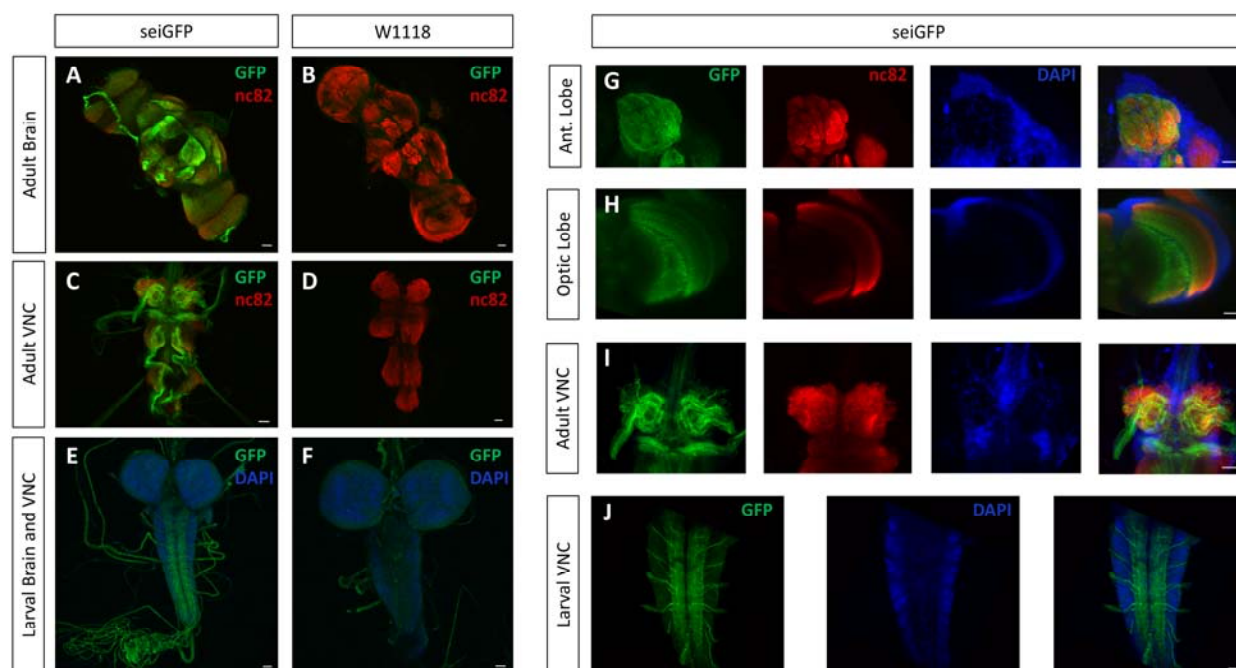 seiGFP
W1118
seiGFP
Adult Brain
A
GFP
nc82
B
GFP
nc82
Adult VNC
C
GFP
nc82
D
GFP
nc82
Larval Brain and VNC
E
GFP
DAPI
F
GFP
DAPI
Ant. Lobe
G
GFP
nc82
DAPI
Optic Lobe
H
Adult VNC
I
Larval VNC
J
GFP
DAPI